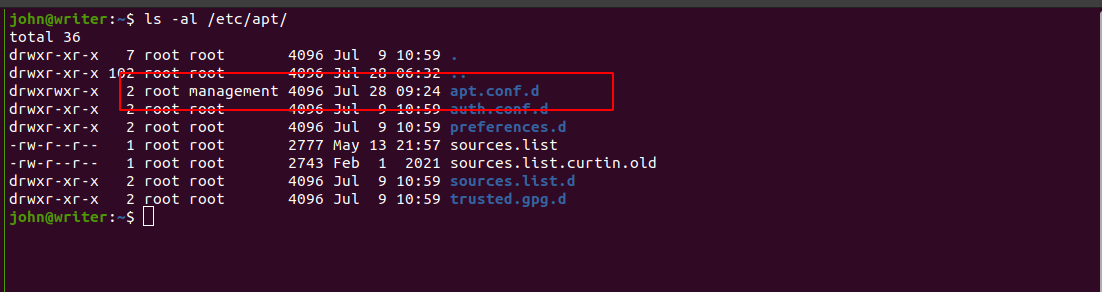 john@writer:~$ ls -al /etc/apt/
total 36
drwxr-xr-x   7 root root       4096 Jul  9 10:59 .
drwxr-xr-x 102 root root       4096 Jul 28 06:32 ..
drwxrwxr-x   2 root management 4096 Jul 28 09:24 apt.conf.d
drwxr-xr-x   2 root root       4096 Jul  9 10:59 auth.conf.d
drwxr-xr-x   2 root root       4096 Jul  9 10:59 preferences.d
-rw-r--r--   1 root root       2777 May 13 21:57 sources.list
-rw-r--r--   1 root root       2743 Feb  1  2021 sources.list.curtin.old
drwxr-xr-x   2 root root       4096 Jul  9 10:59 sources.list.d
drwxr-xr-x   2 root root       4096 Jul  9 10:59 trusted.gpg.d
john@writer:~$